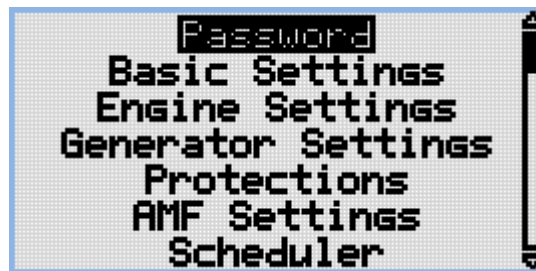 Password
Basic Settings
Engine Settings
Generator Settings
Protections
AMF Settings
Scheduler